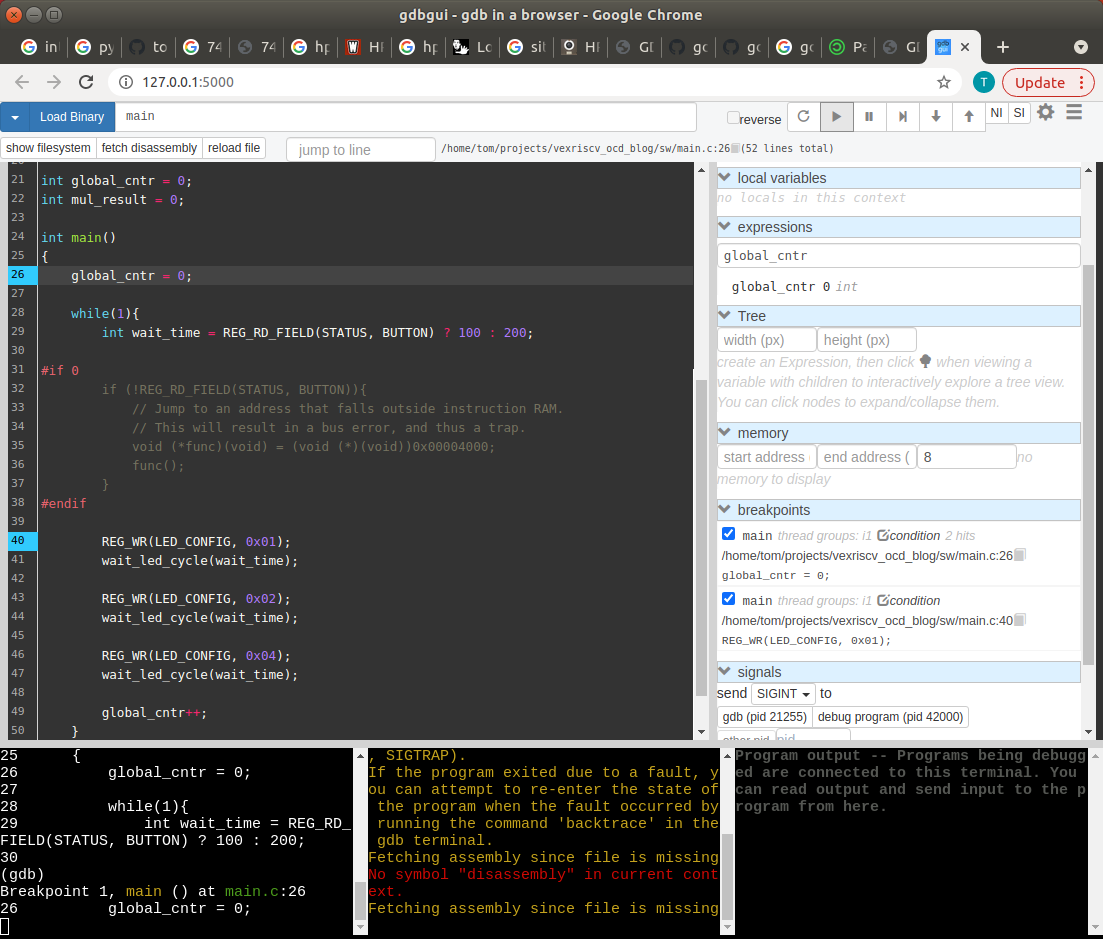 gdbgui - gdb in a browser - Google Chrome
in py to 74 74 hp HF hp Lo sit HF GD gc gc gc Pa GD
127.0.0.1:5000 T Update
Load Binary main reverse NI SI
show filesystem fetch disassembly reload file jump to line /home/tom/projects/vexriscv_ocd_blog/sw/main.c:26 (52 lines total)
21 int global_cntr = 0;
22 int mul_result = 0;
23
24 int main()
25 {
26 global_cntr = 0;
27
28 while(1){
29 int wait_time = REG_RD_FIELD(STATUS, BUTTON) ? 100 : 200;
30
31 #if 0
32 if (!REG_RD_FIELD(STATUS, BUTTON)){
33 // Jump to an address that falls outside instruction RAM.
34 // This will result in a bus error, and thus a trap.
35 void (*func)(void) = (void (*)(void))0x00004000;
36 func();
37 }
38 #endif
39
40 REG_WR(LED_CONFIG, 0x01);
41 wait_led_cycle(wait_time);
42
43 REG_WR(LED_CONFIG, 0x02);
44 wait_led_cycle(wait_time);
45
46 REG_WR(LED_CONFIG, 0x04);
47 wait_led_cycle(wait_time);
48
49 global_cntr++;
50 }
local variables
no locals in this context
expressions
global_cntr
global_cntr 0 int
Tree
width (px) height (px)
create an Expression, then click when viewing a
variable with children to interactively explore a tree view.
You can click nodes to expand/collapse them.
memory
start address end address ( 8 no
memory to display
breakpoints
main thread groups: i1 condition 2 hits
/home/tom/projects/vexriscv_ocd_blog/sw/main.c:26
global_cntr = 0;
main thread groups: i1 condition
/home/tom/projects/vexriscv_ocd_blog/sw/main.c:40
REG_WR(LED_CONFIG, 0x01);
signals
send SIGINT to
gdb (pid 21255) debug program (pid 42000)
other pid pid
25 {
26 global_cntr = 0;
27
28 while(1){
29 int wait_time = REG_RD_
FIELD(STATUS, BUTTON) ? 100 : 200;
30
(gdb)
Breakpoint 1, main () at main.c:26
26 global_cntr = 0;
, SIGTRAP).
If the program exited due to a fault, y
ou can attempt to re-enter the state of
the program when the fault occurred by
running the command 'backtrace' in the
gdb terminal.
Fetching assembly since file is missing
No symbol "disassembly" in current cont
ext.
Fetching assembly since file is missing
Program output -- Programs being debugg
ed are connected to this terminal. You
can read output and send input to the p
rogram from here.